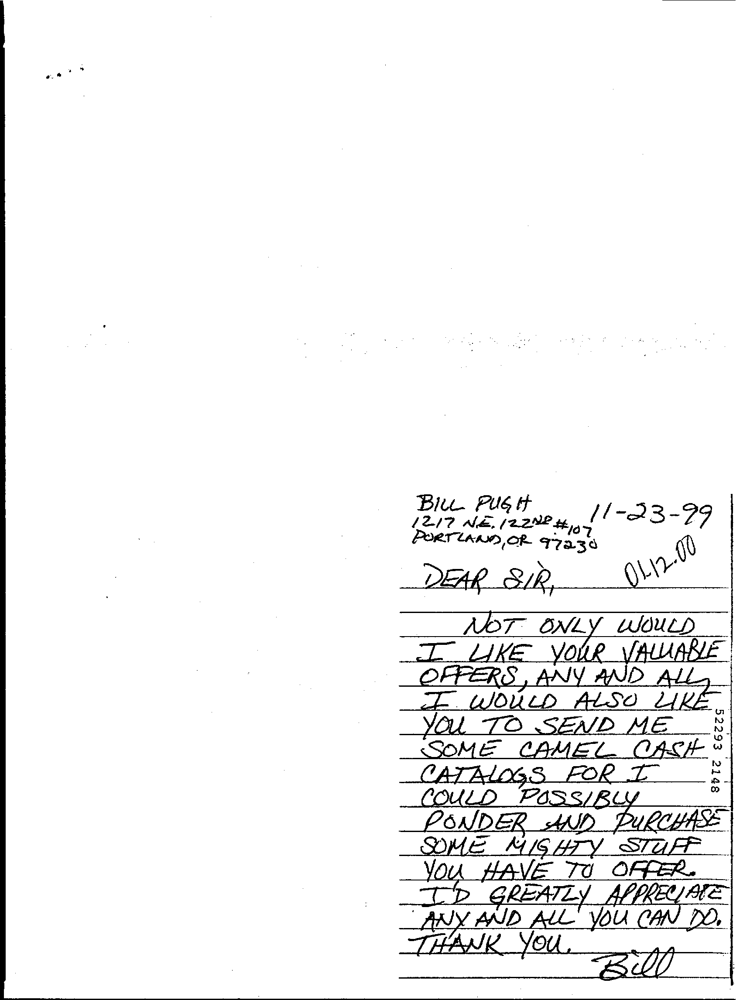 BILL PUGH
11-23-99
1217 N.E. 122ND #107
PORTLAND, OR 97230
DEAR SIR,
NOT ONLY WOULD
I LIKE YOUR VALUABLE
OFFERS, ANY AND ALL,
I WOULD ALSO LIKE
YOU TO SEND ME
SOME CAMEL CASH
CATALOGS FOR I
COULD POSSIBLY
PONDER AND PURCHASE
SOME MIGHTY STUFF
YOU HAVE TO OFFER.
I'D GREATLY APPRECIATE
ANY AND ALL YOU CAN DO.
THANK YOU.
Bill
52293 2148